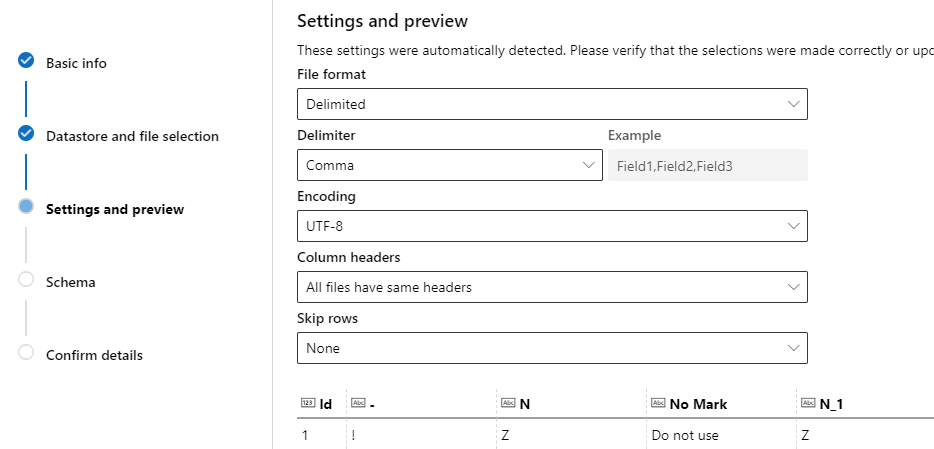 Settings and preview
These settings were automatically detected. Please verify that the selections were made correctly or
Basic info
Datastore and file selection
Settings and preview
Schema
Confirm details
File format
Delimited
Delimiter
Example
Comma
Field1,Field2,Field3
Encoding
UTF-8
Column headers
All files have same headers
Skip rows
None
123 Id Abc - Abc N Abc No Mark Abc N_1
1 ! Z Do not use Z